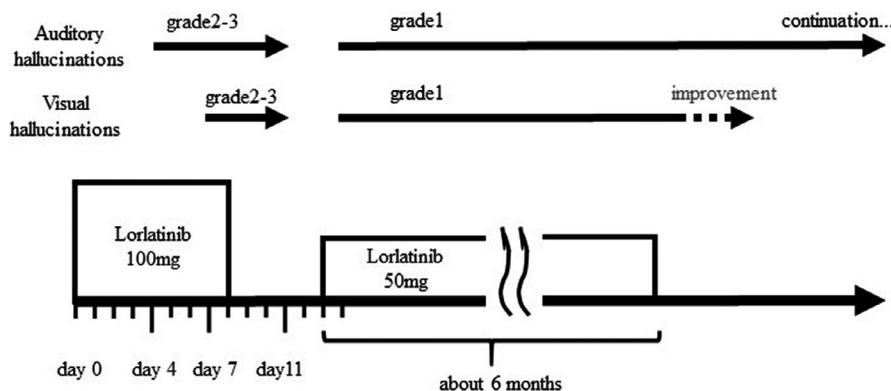 grade2-3
grade1
continuation...
Auditory
hallucinations
grade2-3
grade1
improvement
Visual
hallucinations
Lorlatinib
100mg
Lorlatinib
50mg
day 0
day 4
day 7
day11
about 6 months